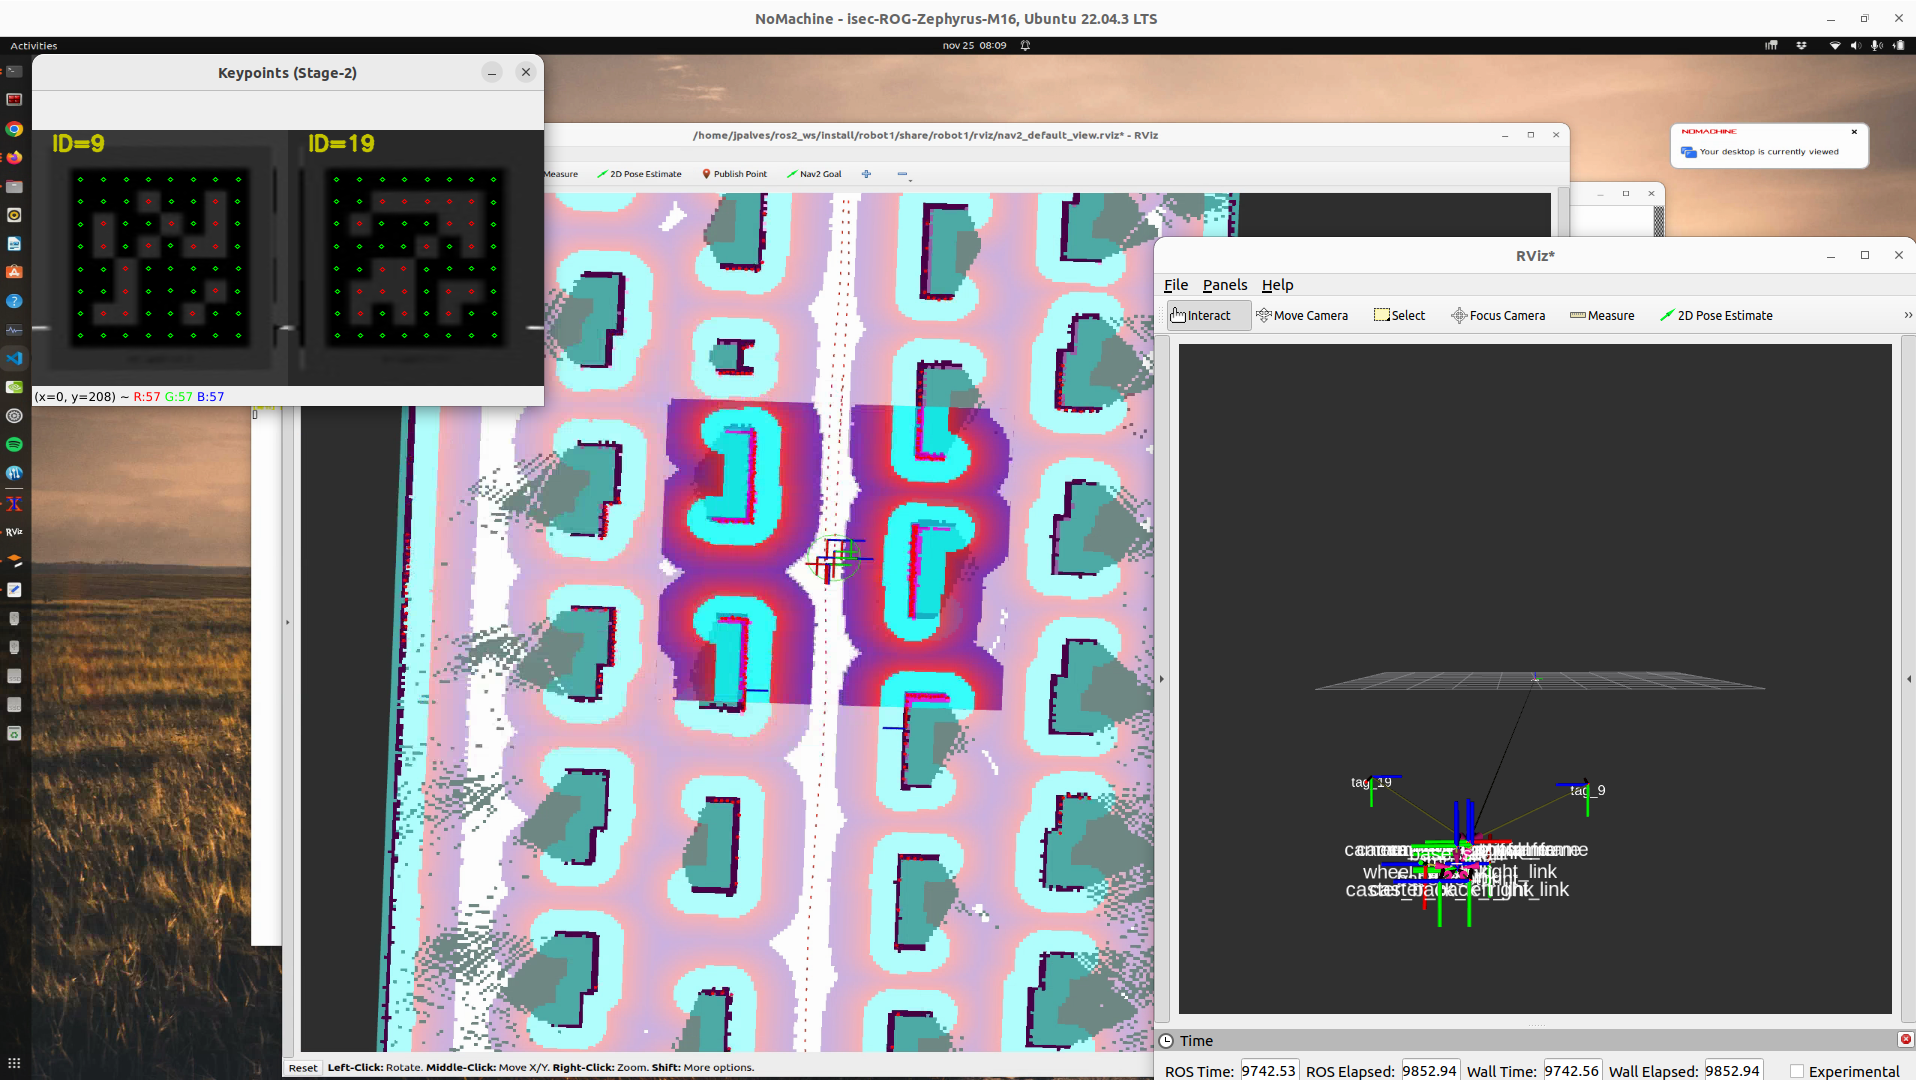 NoMachine - isec-ROG-Zephyrus-M16, Ubuntu 22.04.3 LTS
Activities
nov 25 08:09
Keypoints (Stage-2)
ID=9
ID=19
(x=0, y=208) ~ R:57 G:57 B:57
/home/jpalves/ros2_ws/install/robot1/share/robot1/rviz/nav2_default_view.rviz* - RViz
Measure
2D Pose Estimate
Publish Point
Nav2 Goal
NOMACHINE
Your desktop is currently viewed
RViz*
File
Panels
Help
Interact
Move Camera
Select
Focus Camera
Measure
2D Pose Estimate
»
RViz
tag_19
tag_9
Reset
Left-Click: Rotate. Middle-Click: Move X/Y. Right-Click: Zoom. Shift: More options.
Time
ROS Time: 9742.53
ROS Elapsed: 9852.94
Wall Time: 9742.56
Wall Elapsed: 9852.94
Experimental